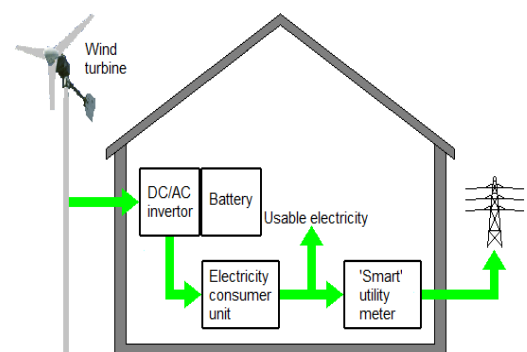 Wind
turbine
DC/AC
invertor
Battery
Usable electricity
Electricity
consumer
unit
'Smart'
utility
meter